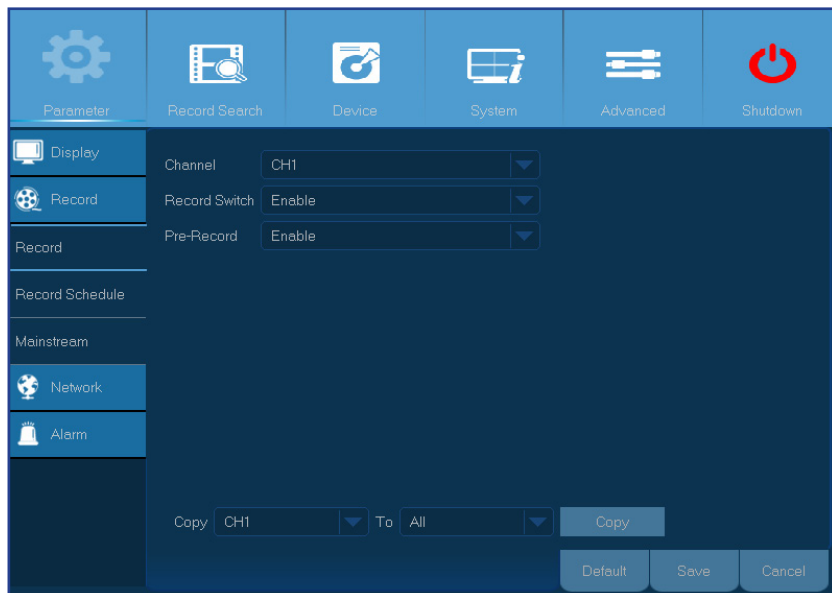 Parameter
Record Search
Device
System
Advanced
Shutdown
Display
Record
Record
Record Schedule
Mainstream
Network
Alarm
Channel CH1
Record Switch Enable
Pre-Record Enable
Copy CH1 To All Copy
Default Save Cancel